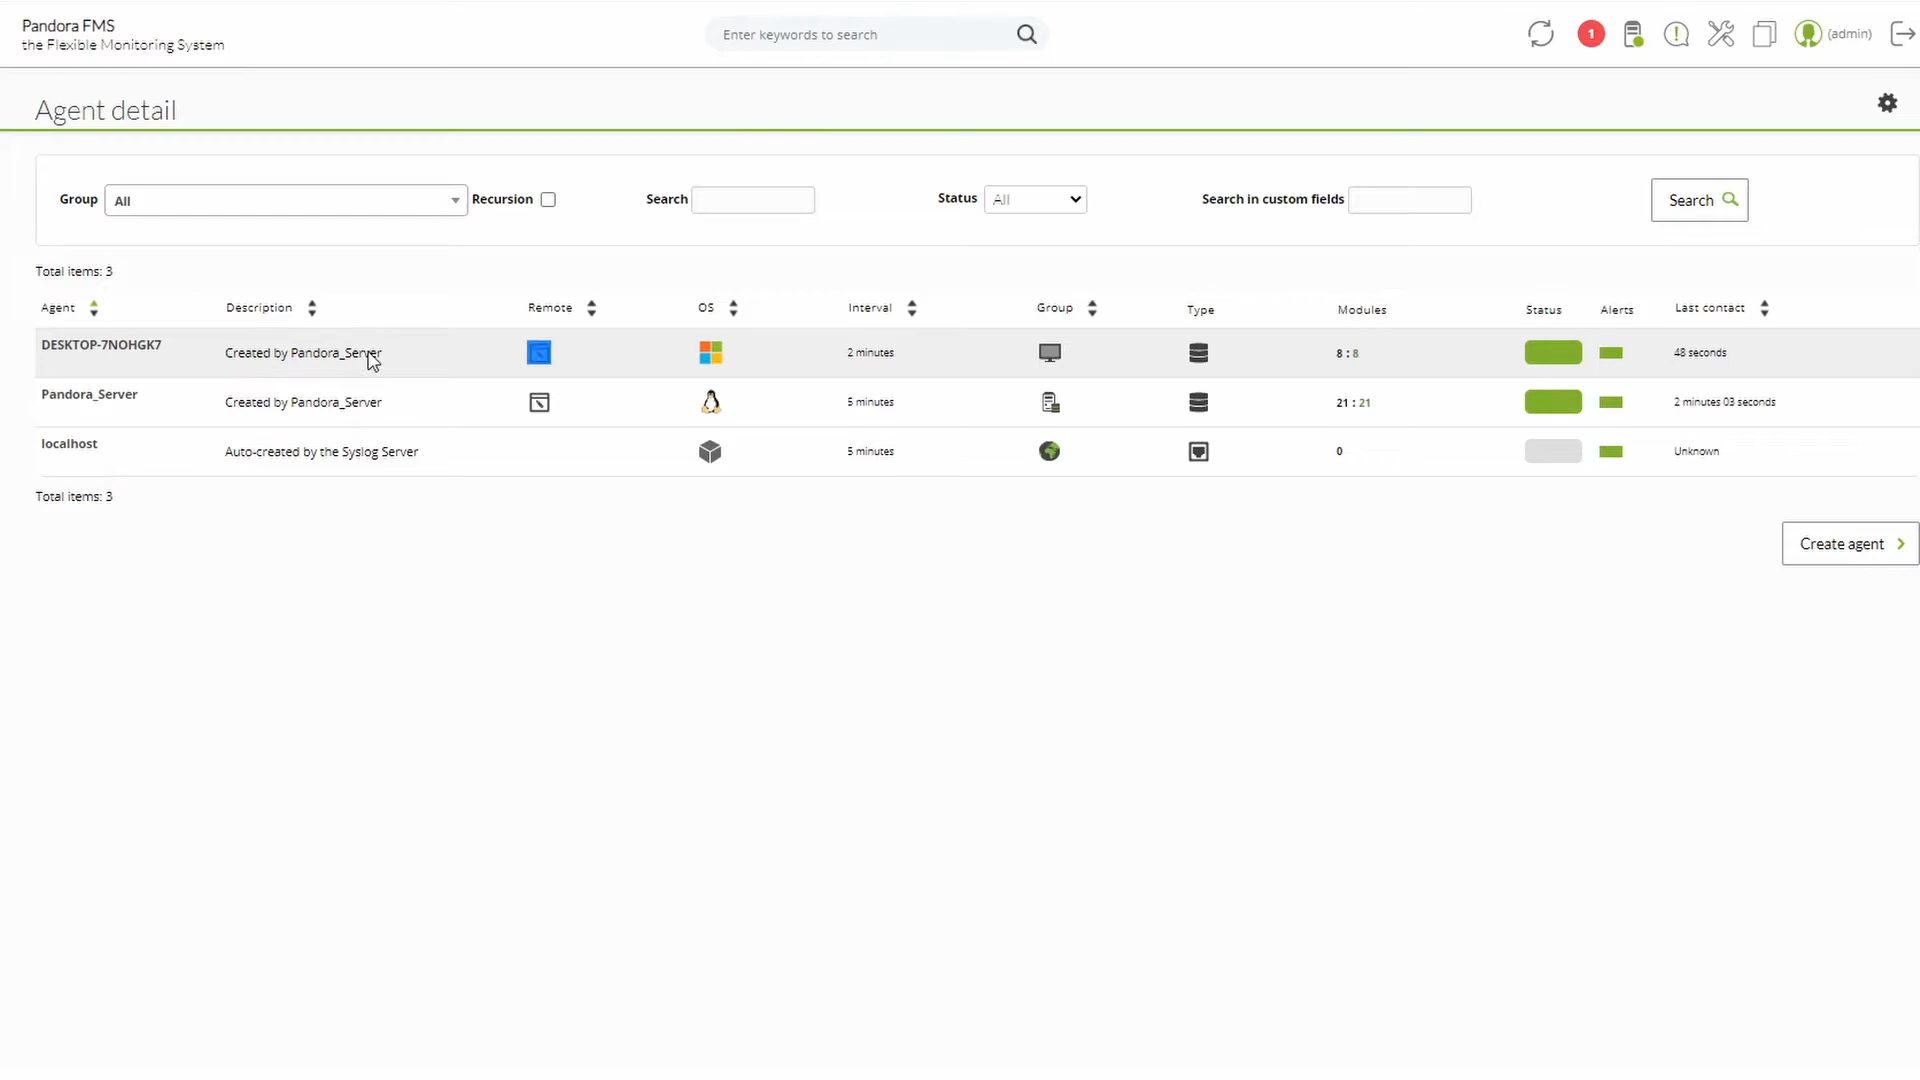 Pandora FMS
the Flexible Monitoring System
Enter keywords to search
1
(admin)
Agent detail
Group All Recursion Search Status All Search in custom fields Search
Total items: 3
Agent Description Remote OS Interval Group Type Modules Status Alerts Last contact
DESKTOP-7NOHGK7 Created by Pandora_Server 2 minutes 8 : 8 48 seconds
Pandora_Server Created by Pandora_Server 5 minutes 21 : 21 2 minutes 03 seconds
localhost Auto-created by the Syslog Server 5 minutes 0 Unknown
Total items: 3
Create agent